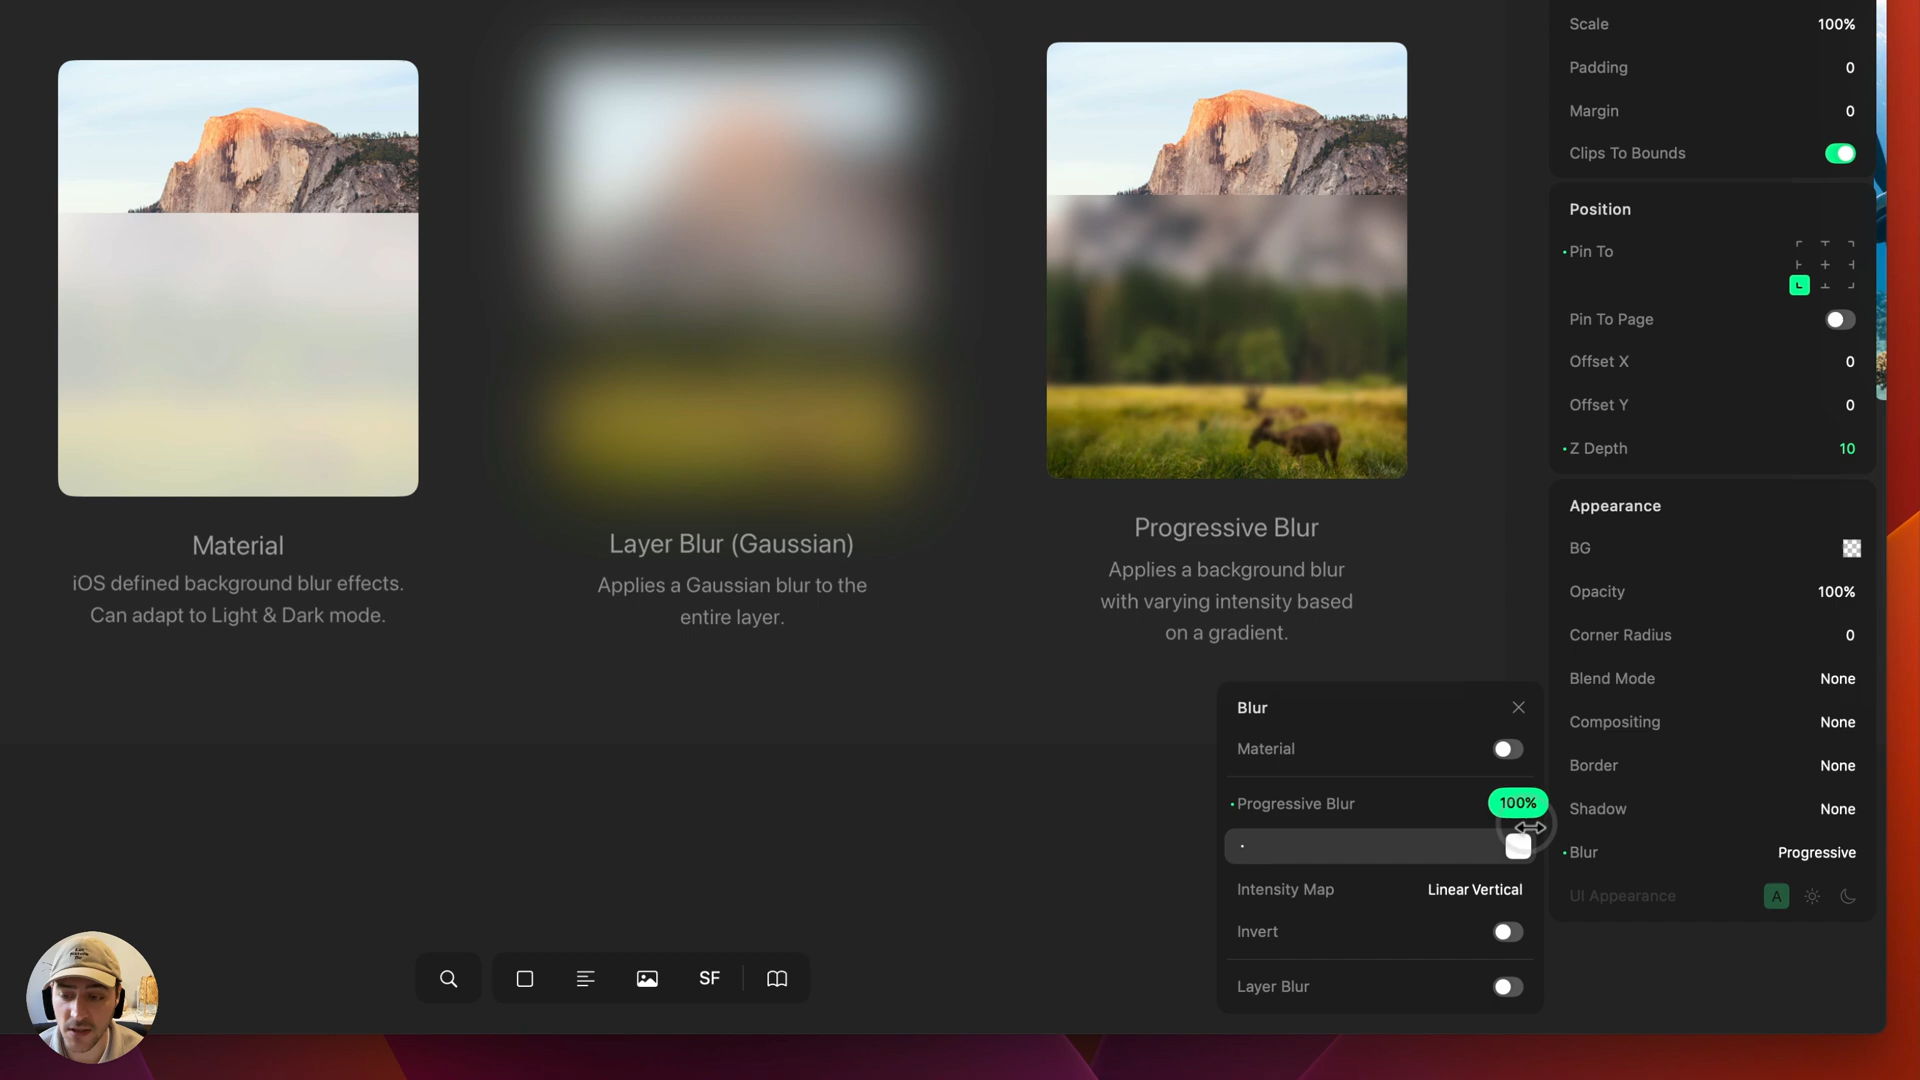 Material
iOS defined background blur effects.
Can adapt to Light & Dark mode.
Layer Blur (Gaussian)
Applies a Gaussian blur to the
entire layer.
Progressive Blur
Applies a background blur
with varying intensity based
on a gradient.
Scale 100%
Padding 0
Margin 0
Clips To Bounds
Position
Pin To
Pin To Page
Offset X 0
Offset Y 0
Z Depth 10
Appearance
BG
Opacity 100%
Corner Radius 0
Blend Mode None
Compositing None
Border None
Shadow None
Blur Progressive
UI Appearance A
Blur
Material
Progressive Blur 100%
Intensity Map Linear Vertical
Invert
Layer Blur
SF